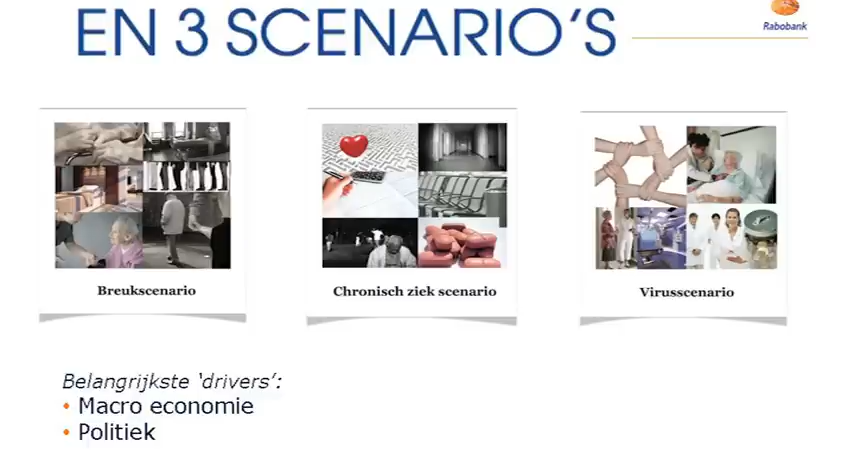 EN 3 SCENARIO'S
Rabobank
Breukscenario
Chronisch ziek scenario
Virusscenario
Belangrijkste ‘drivers’:
• Macro economie
• Politiek